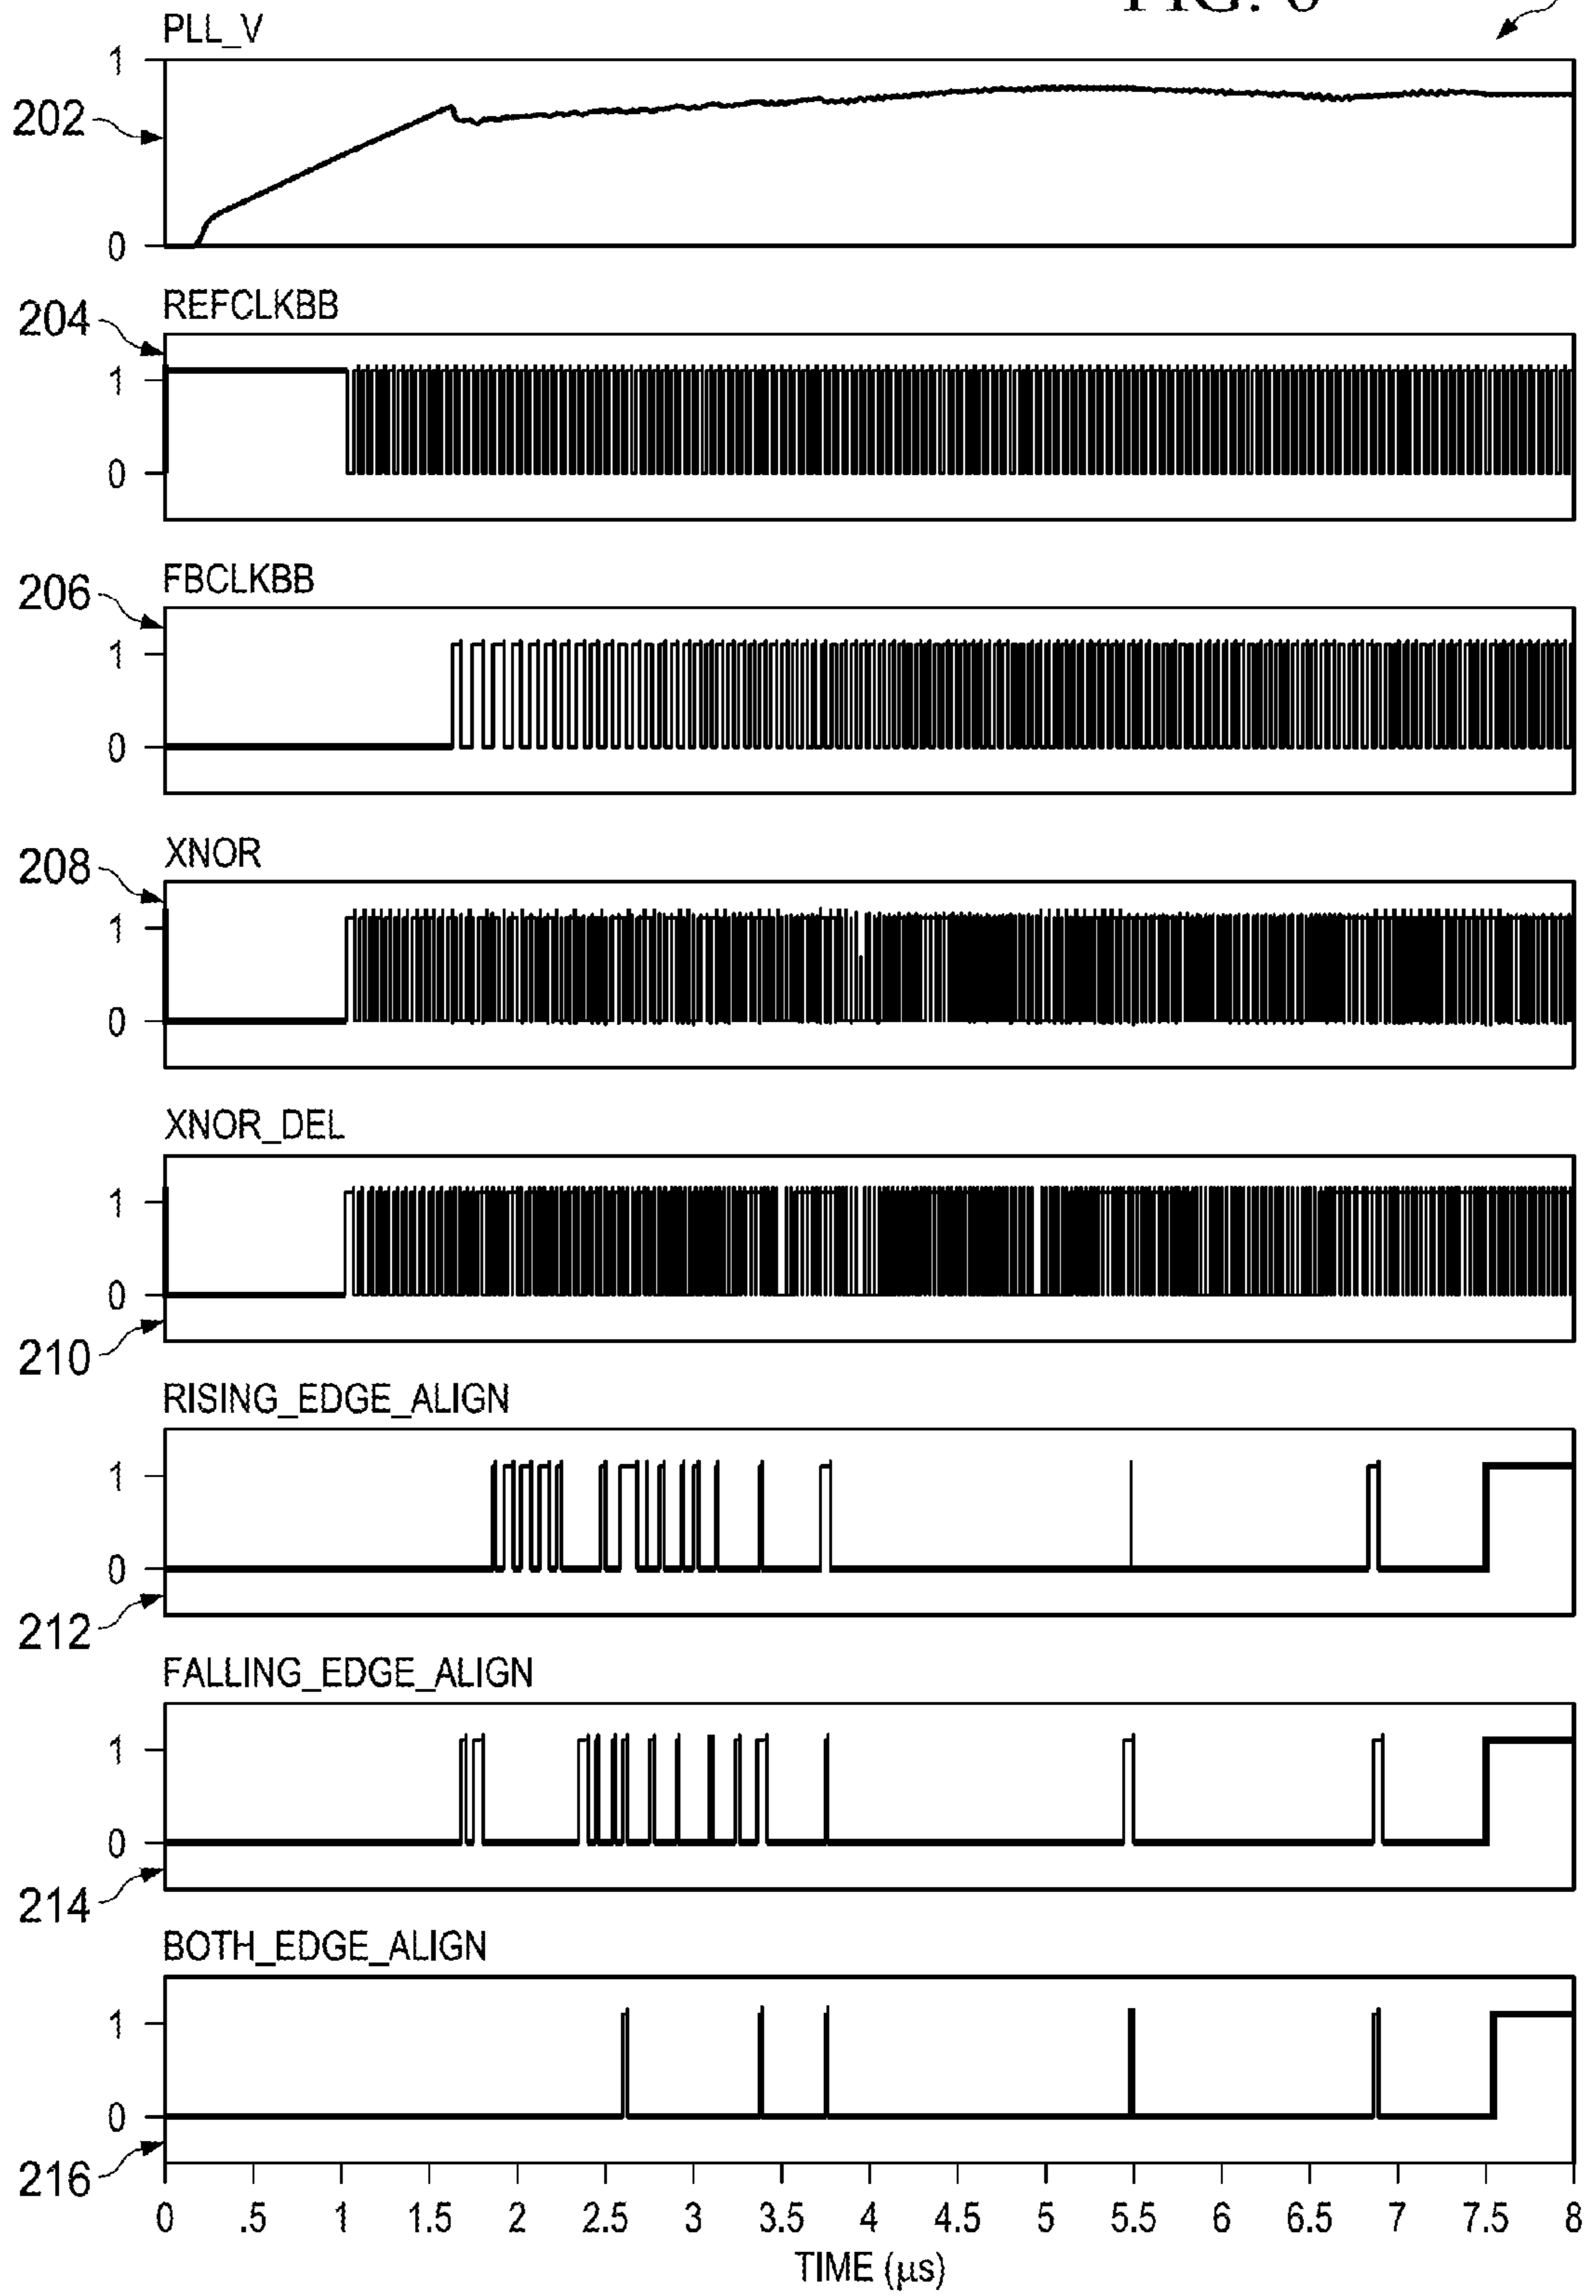 PLL_V
1
202
0
REFCLKBB
204
1
0
FBCLKBB
206
1
0
XNOR
208
1
0
XNOR_DEL
1
0
210
RISING_EDGE_ALIGN
1
0
212
FALLING_EDGE_ALIGN
1
0
214
BOTH_EDGE_ALIGN
1
0
216
0 .5 1 1.5 2 2.5 3 3.5 4 4.5 5 5.5 6 6.5 7 7.5 8
TIME (μs)